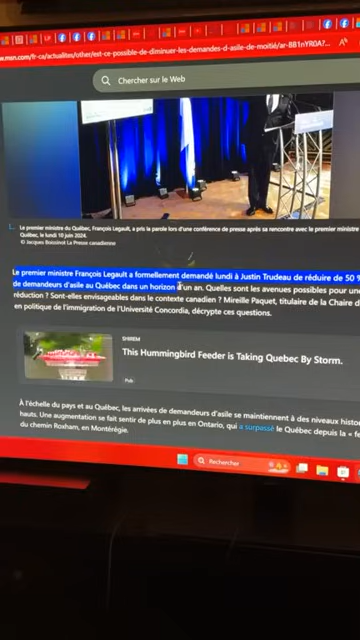 w.msn.com/fr-ca/actualites/other/est-ce-possible-de-diminuer-les-demandes-d-asile-de-moitié/ar-BB1nYR0A?...
Chercher sur le Web
Le premier ministre du Québec, François Legault, a pris la parole lors d'une conférence de presse après sa rencontre avec le premier ministre
Québec, le lundi 10 juin 2024.
© Jacques Boissinot La Presse canadienne
Le premier ministre François Legault a formellement demandé lundi à Justin Trudeau de réduire de 50 %
de demandeurs d'asile au Québec dans un horizon d'un an. Quelles sont les avenues possibles pour une
réduction ? Sont-elles envisageables dans le contexte canadien ? Mireille Paquet, titulaire de la Chaire d
en politique de l'immigration de l'Université Concordia, décrypte ces questions.
SHIREM
This Hummingbird Feeder is Taking Quebec By Storm.
Pub
À l'échelle du pays et au Québec, les arrivées de demandeurs d'asile se maintiennent à des niveaux histor
hauts. Une augmentation se fait sentir de plus en plus en Ontario, qui a surpassé le Québec depuis la « fe
du chemin Roxham, en Montérégie.
Rechercher